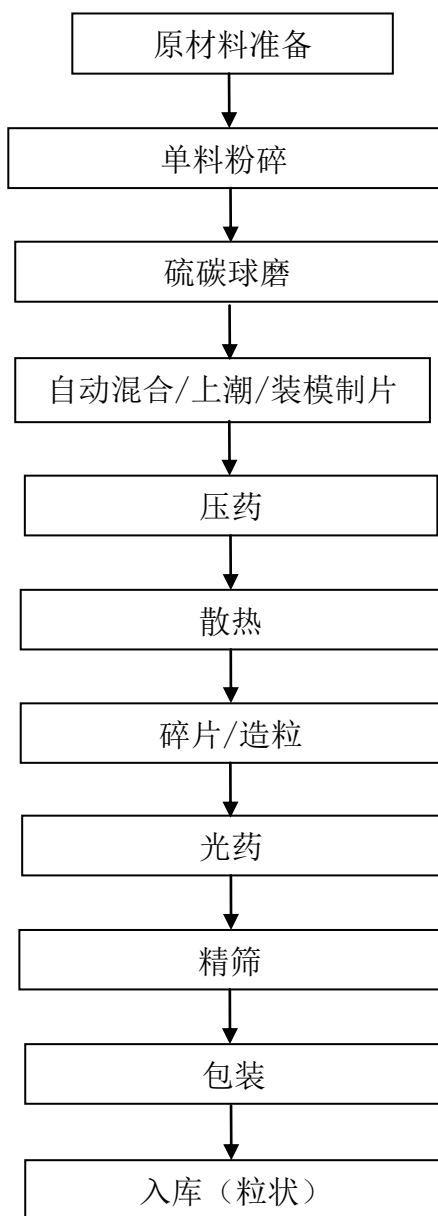 原材料准备
单料粉碎
硫碳球磨
自动混合/上潮/装模制片
压药
散热
碎片/造粒
光药
精筛
包装
入库（粒状）